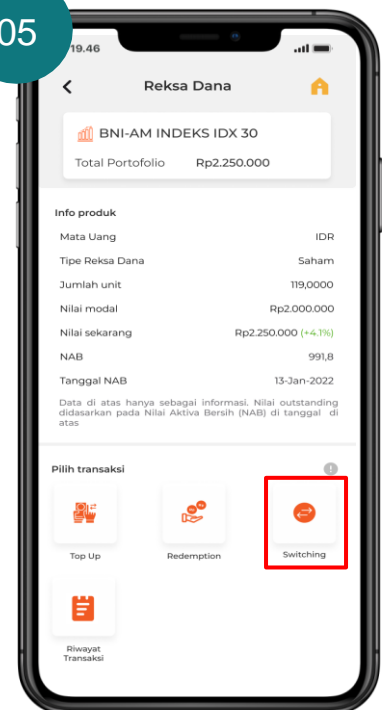 05
19.46
Reksa Dana
BNI-AM INDEKS IDX 30
Total Portofolio Rp2.250.000
Info produk
Mata Uang IDR
Tipe Reksa Dana Saham
Jumlah unit 119,0000
Nilai modal Rp2.000.000
Nilai sekarang Rp2.250.000 (+4.1%)
NAB 991,8
Tanggal NAB 13-Jan-2022
Data di atas hanya sebagai informasi. Nilai outstanding
didasarkan pada Nilai Aktiva Bersih (NAB) di tanggal di
atas
Pilih transaksi
Top Up Redemption Switching
Riwayat
Transaksi